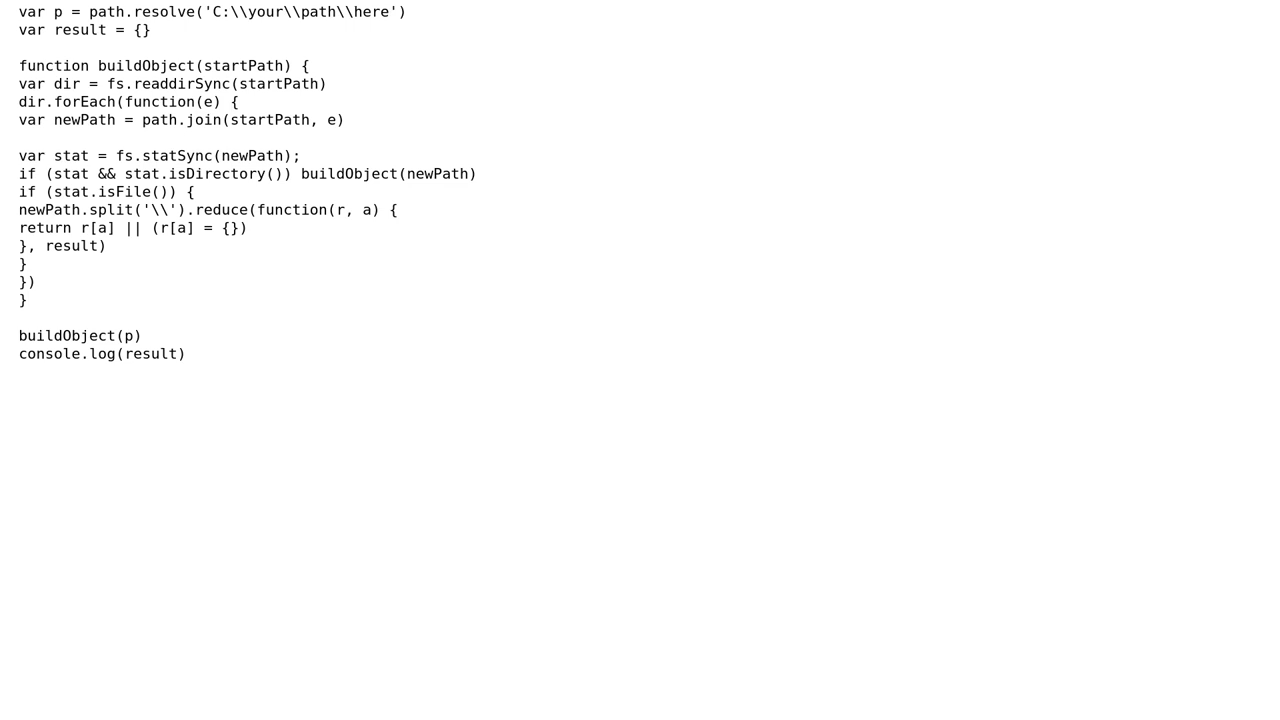 var p = path.resolve('C:\\your\\path\\here')
var result = {}
function buildObject(startPath) {
var dir = fs.readdirSync(startPath)
dir.forEach(function(e) {
var newPath = path.join(startPath, e)
var stat = fs.statSync(newPath);
if (stat && stat.isDirectory()) buildObject(newPath)
if (stat.isFile()) {
newPath.split('\\').reduce(function(r, a) {
return r[a] || (r[a] = {})
}, result)
}
})
}
buildObject(p)
console.log(result)